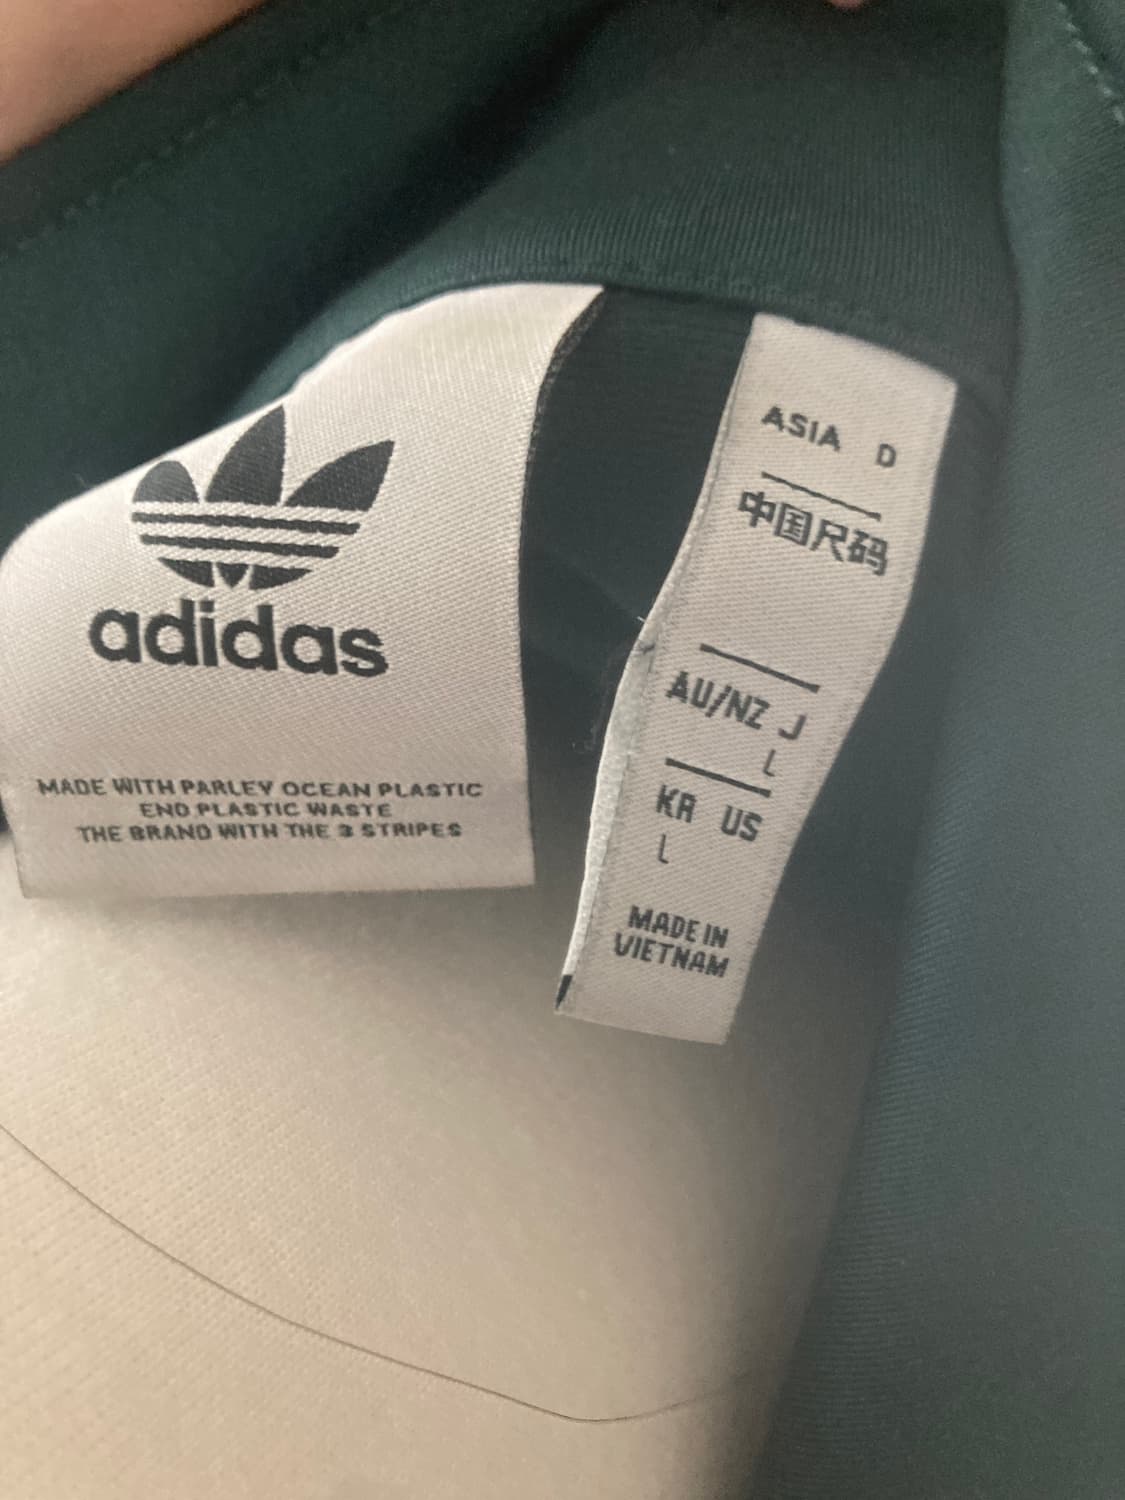 adidas
MADE WITH PARLEY OCEAN PLASTIC
END PLASTIC WASTE
THE BRAND WITH THE 3 STRIPES
ASIA D
中国尺码
AU/NZ J
L
KR US
L
MADE IN
VIETNAM